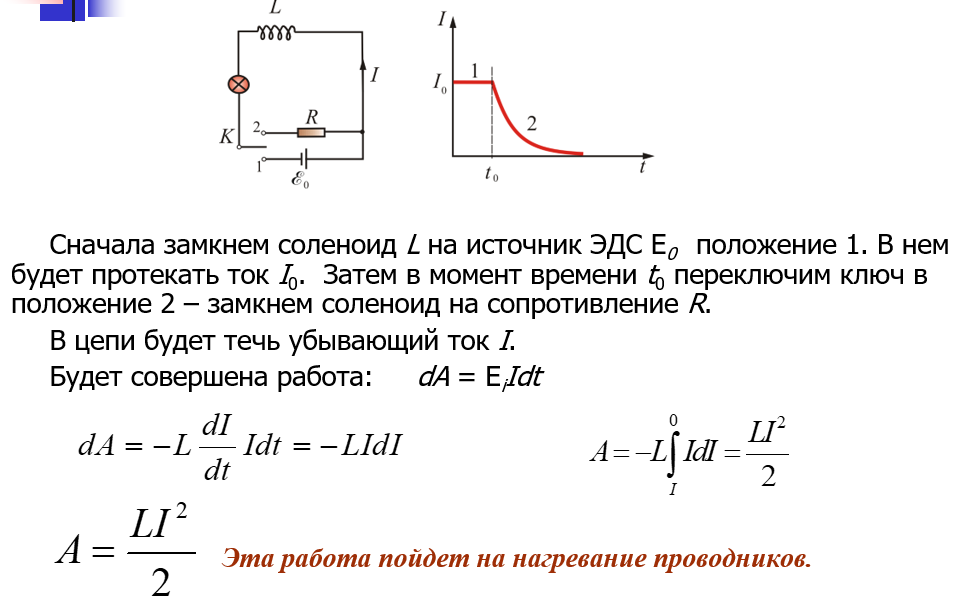 L
I
I
I₀
1
2
t₀
t
K
2
R
1
ℰ₀
Сначала замкнем соленоид L на источник ЭДС E₀ положение 1. В нем
будет протекать ток I₀. Затем в момент времени t₀ переключим ключ в
положение 2 – замкнем соленоид на сопротивление R.
В цепи будет течь убывающий ток I.
Будет совершена работа: dA = EᵢIdt
dA = −L dI/dt Idt = −LIdI
A = −L∫_I^0 IdI = LI²/2
A = LI²/2
Эта работа пойдет на нагревание проводников.